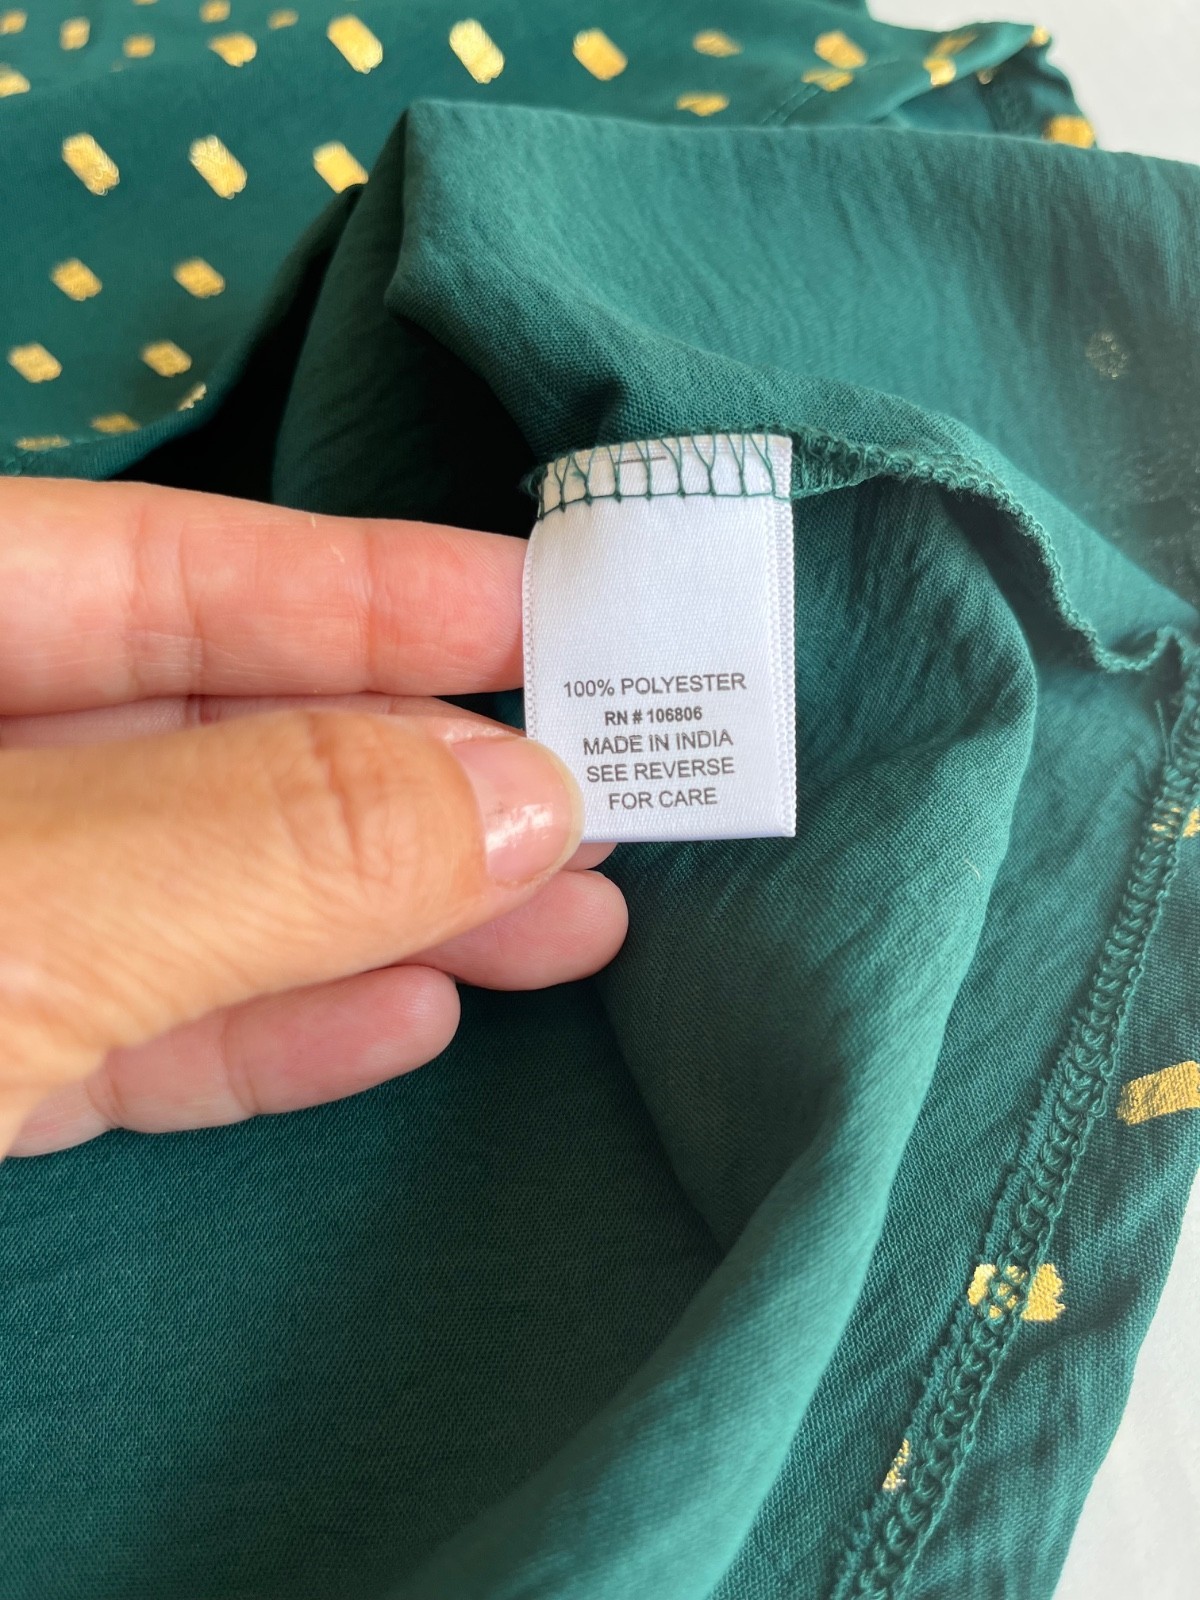 100% POLYESTER
RN # 106806
MADE IN INDIA
SEE REVERSE
FOR CARE